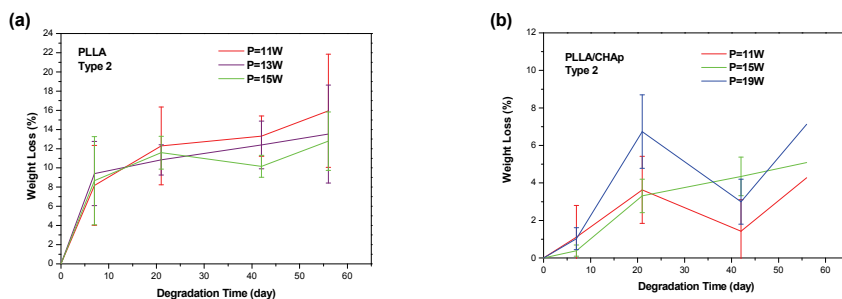 (a)
PLLA
Type 2
P=11W
P=13W
P=15W
Weight Loss (%)
24
22
20
18
16
14
12
10
8
6
4
2
0
0 10 20 30 40 50 60
Degradation Time (day)
(b)
PLLA/CHAp
Type 2
P=11W
P=15W
P=19W
Weight Loss (%)
12
10
8
6
4
2
0
0 10 20 30 40 50 60
Degradation Time (day)